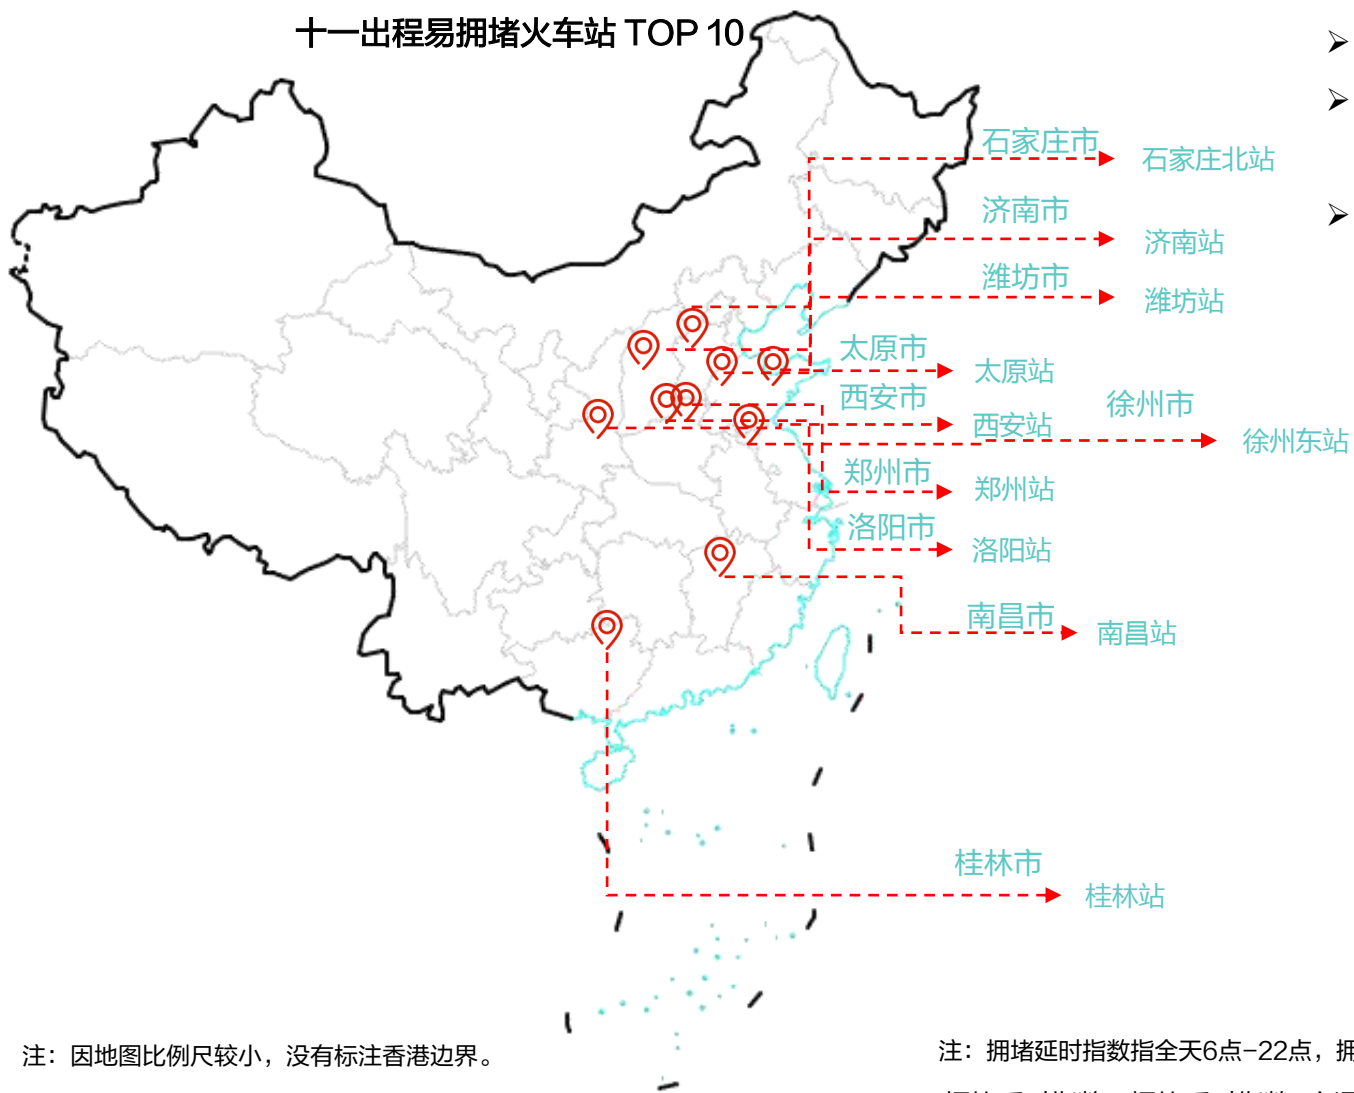 十一出程易拥堵火车站 TOP 10
石家庄市
石家庄北站
济南市
济南站
潍坊市
潍坊站
太原市
太原站
西安市
西安站
徐州市
徐州东站
郑州市
郑州站
洛阳市
洛阳站
南昌市
南昌站
桂林市
桂林站
注：因地图比例尺较小，没有标注香港边界。
注：拥堵延时指数指全天6点-22点，拥